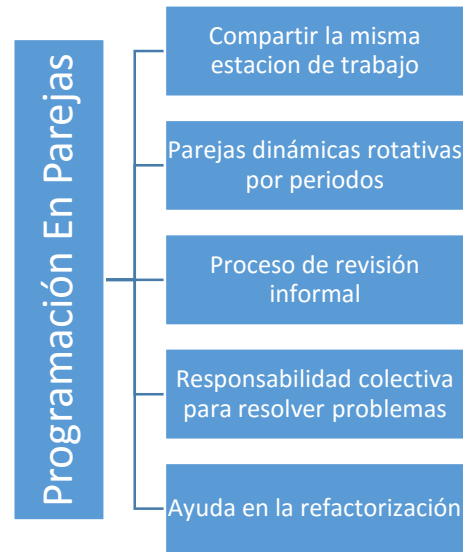 Programación En Parejas
Compartir la misma
estacion de trabajo
Parejas dinámicas rotativas
por periodos
Proceso de revisión
informal
Responsabilidad colectiva
para resolver problemas
Ayuda en la refactorización